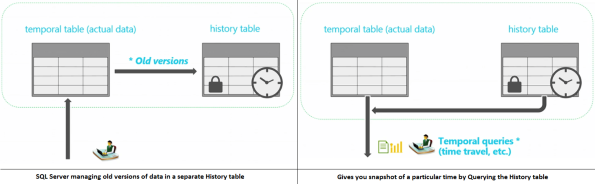 temporal table (actual data)
history table
* Old versions
SQL Server managing old versions of data in a separate History table
temporal table (actual data)
history table
Temporal queries *
(time travel, etc.)
Gives you snapshot of a particular time by Querying the History table